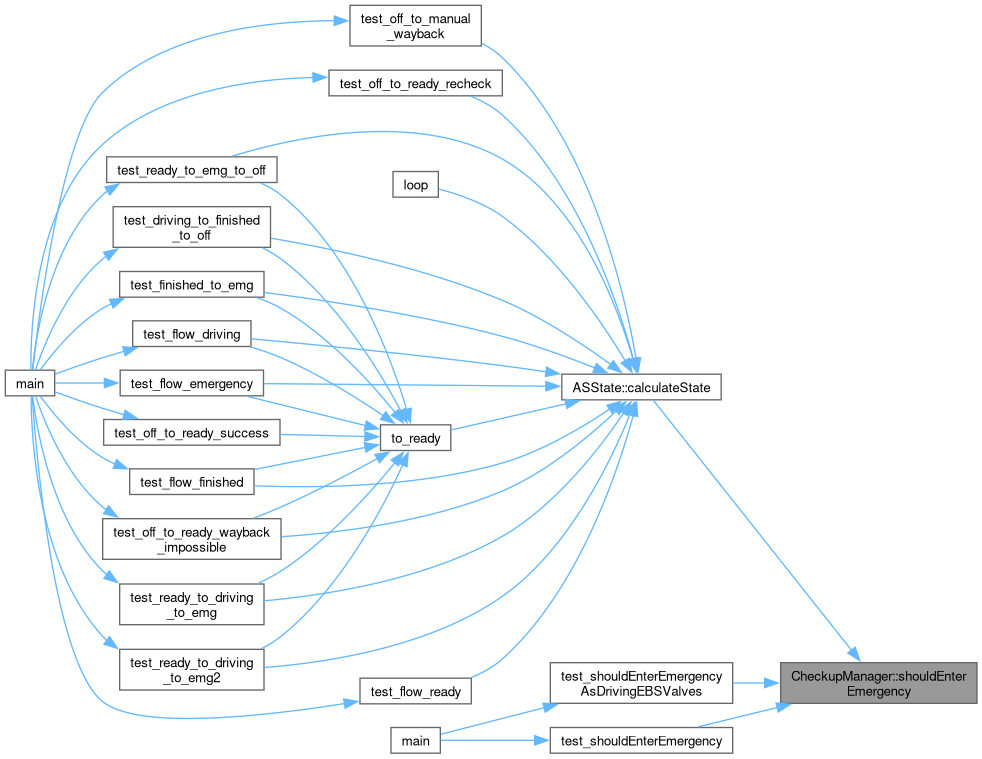 test_off_to_manual
_wayback
test_off_to_ready_recheck
test_ready_to_emg_to_off
loop
test_driving_to_finished
_to_off
test_finished_to_emg
test_flow_driving
main
test_flow_emergency
ASState::calculateState
test_off_to_ready_success
to_ready
test_flow_finished
test_off_to_ready_wayback
_impossible
test_ready_to_driving
_to_emg
test_ready_to_driving
_to_emg2
test_flow_ready
test_shouldEnterEmergency
AsDrivingEBSValves
CheckupManager::shouldEnter
Emergency
main
test_shouldEnterEmergency